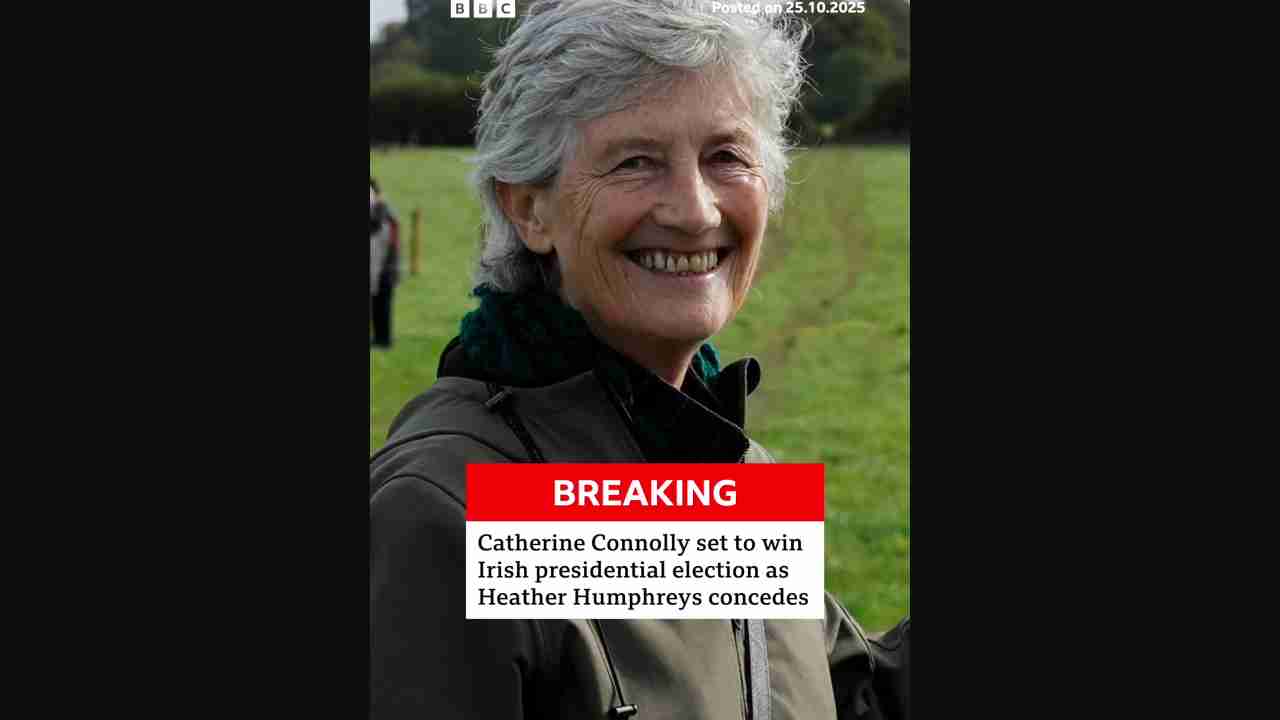 BBC
Posted on 25.10.2025
BREAKING
Catherine Connolly set to win
Irish presidential election as
Heather Humphreys concedes